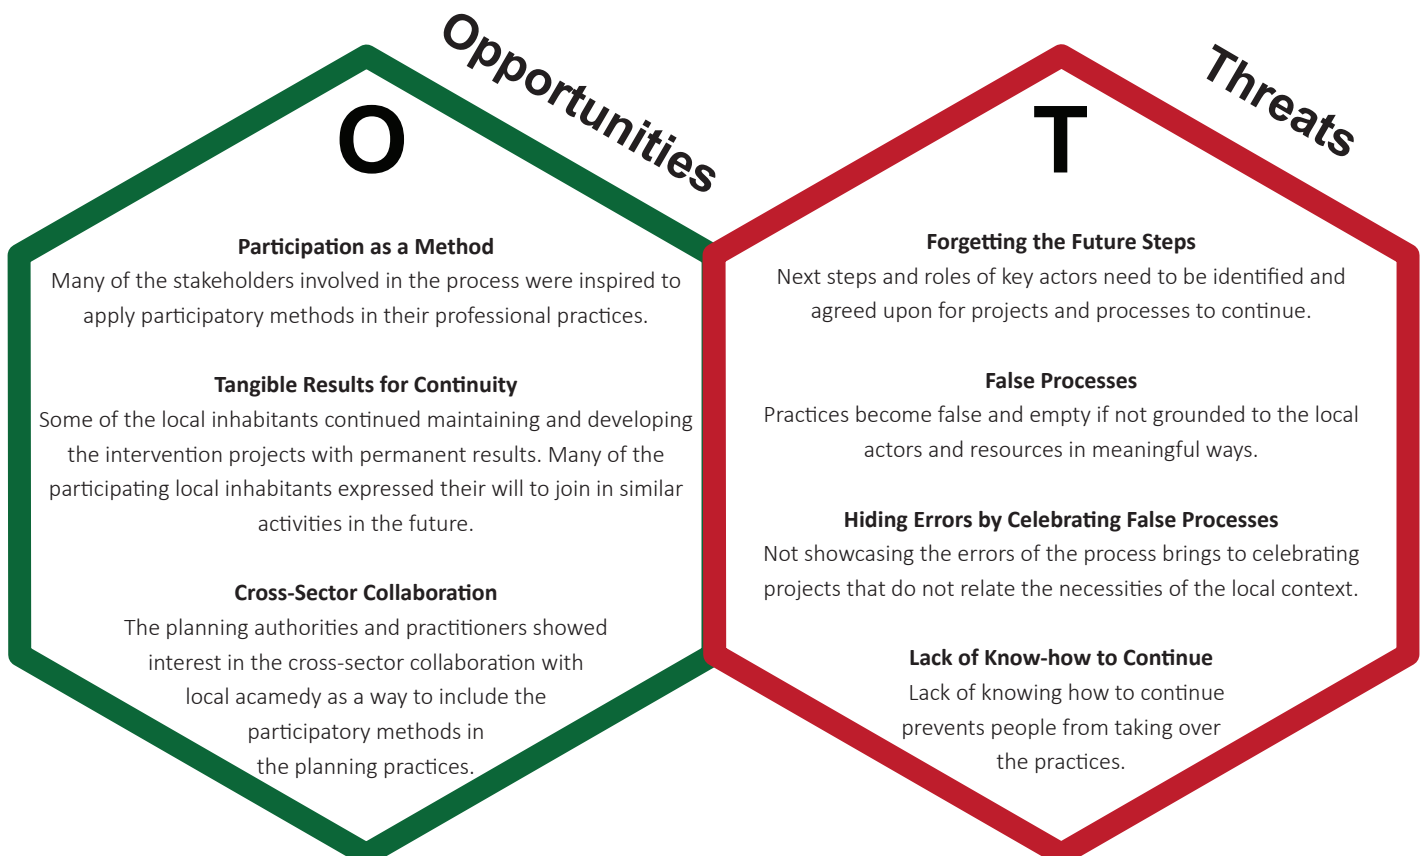 Opportunities
O
Participation as a Method
Many of the stakeholders involved in the process were inspired to
apply participatory methods in their professional practices.
Tangible Results for Continuity
Some of the local inhabitants continued maintaining and developing
the intervention projects with permanent results. Many of the
participating local inhabitants expressed their will to join in similar
activities in the future.
Cross-Sector Collaboration
The planning authorities and practitioners showed
interest in the cross-sector collaboration with
local acamedy as a way to include the
participatory methods in
the planning practices.
Threats
T
Forgetting the Future Steps
Next steps and roles of key actors need to be identified and
agreed upon for projects and processes to continue.
False Processes
Practices become false and empty if not grounded to the local
actors and resources in meaningful ways.
Hiding Errors by Celebrating False Processes
Not showcasing the errors of the process brings to celebrating
projects that do not relate the necessities of the local context.
Lack of Know-how to Continue
Lack of knowing how to continue
prevents people from taking over
the practices.